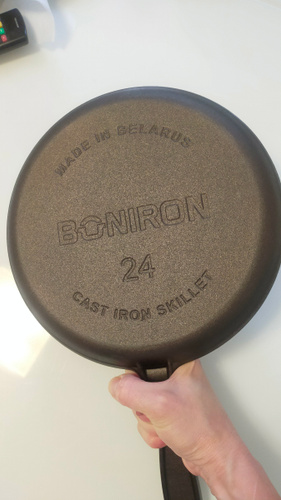 MADE IN BELARUS
BONIRON
24
CAST IRON SKILLET